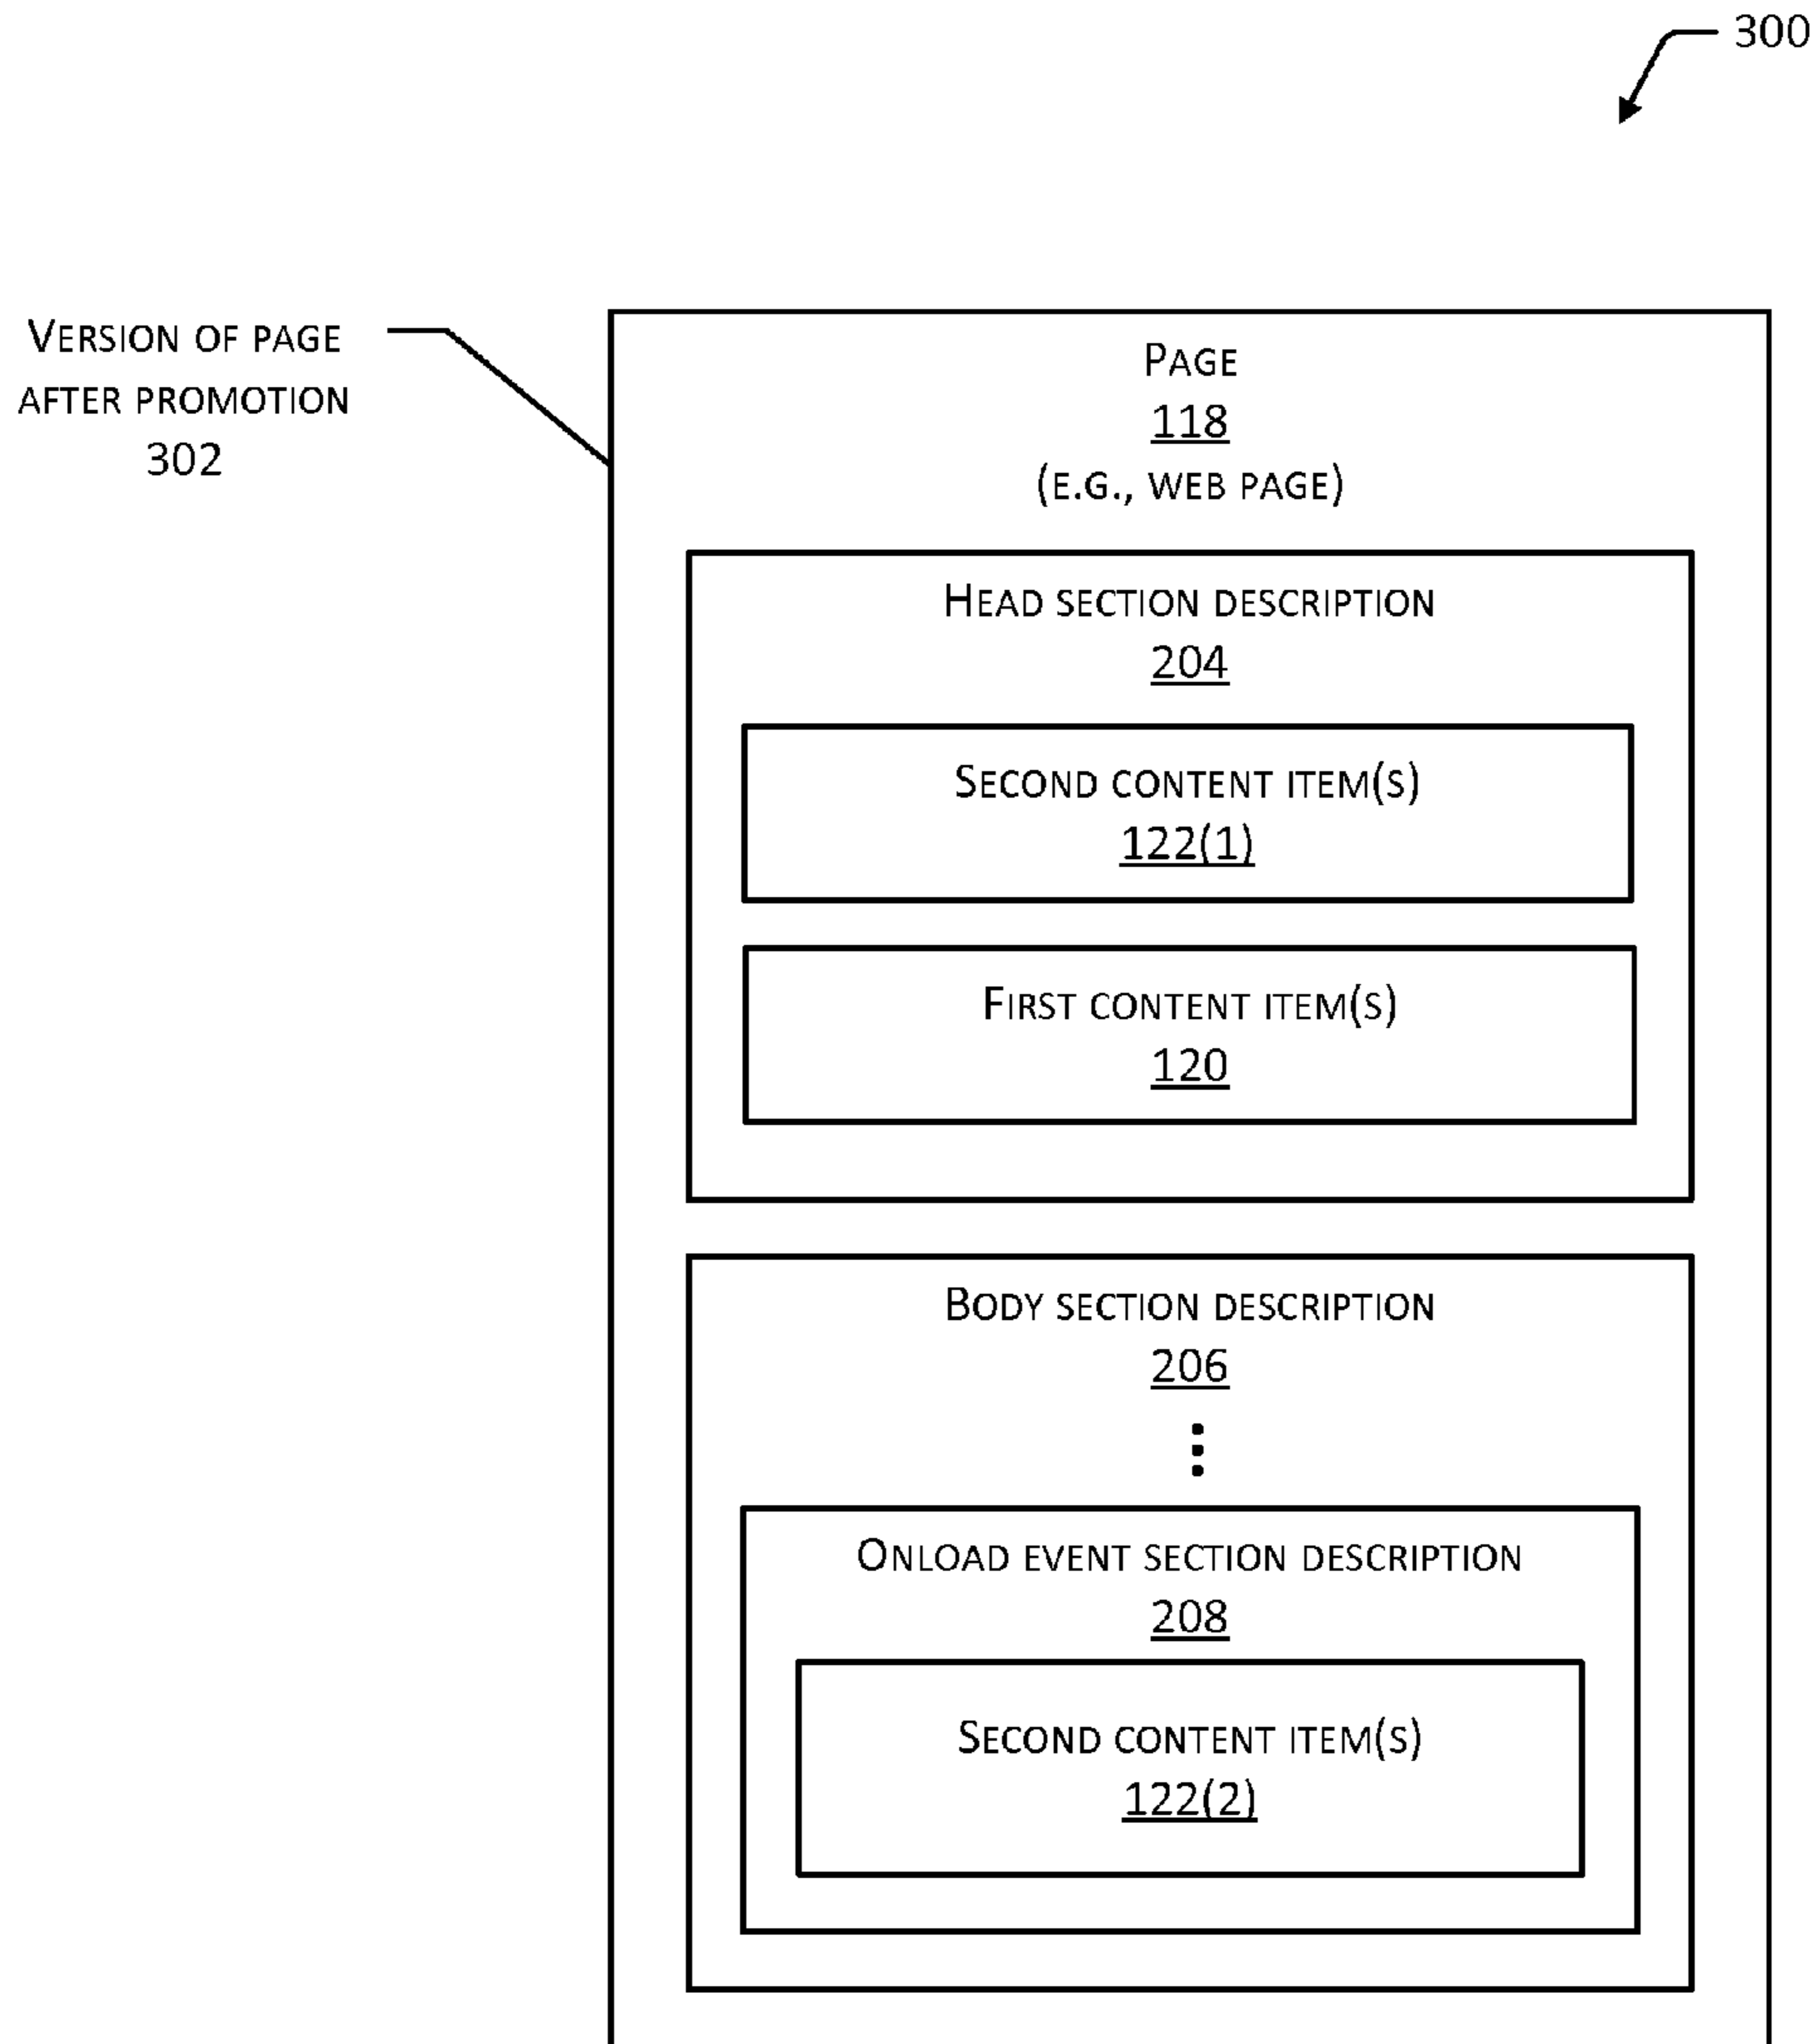 300
Version of page
after promotion
302
Page
118
(e.g., web page)
Head section description
204
Second content item(s)
122(1)
First content item(s)
120
Body section description
206
Onload event section description
208
Second content item(s)
122(2)